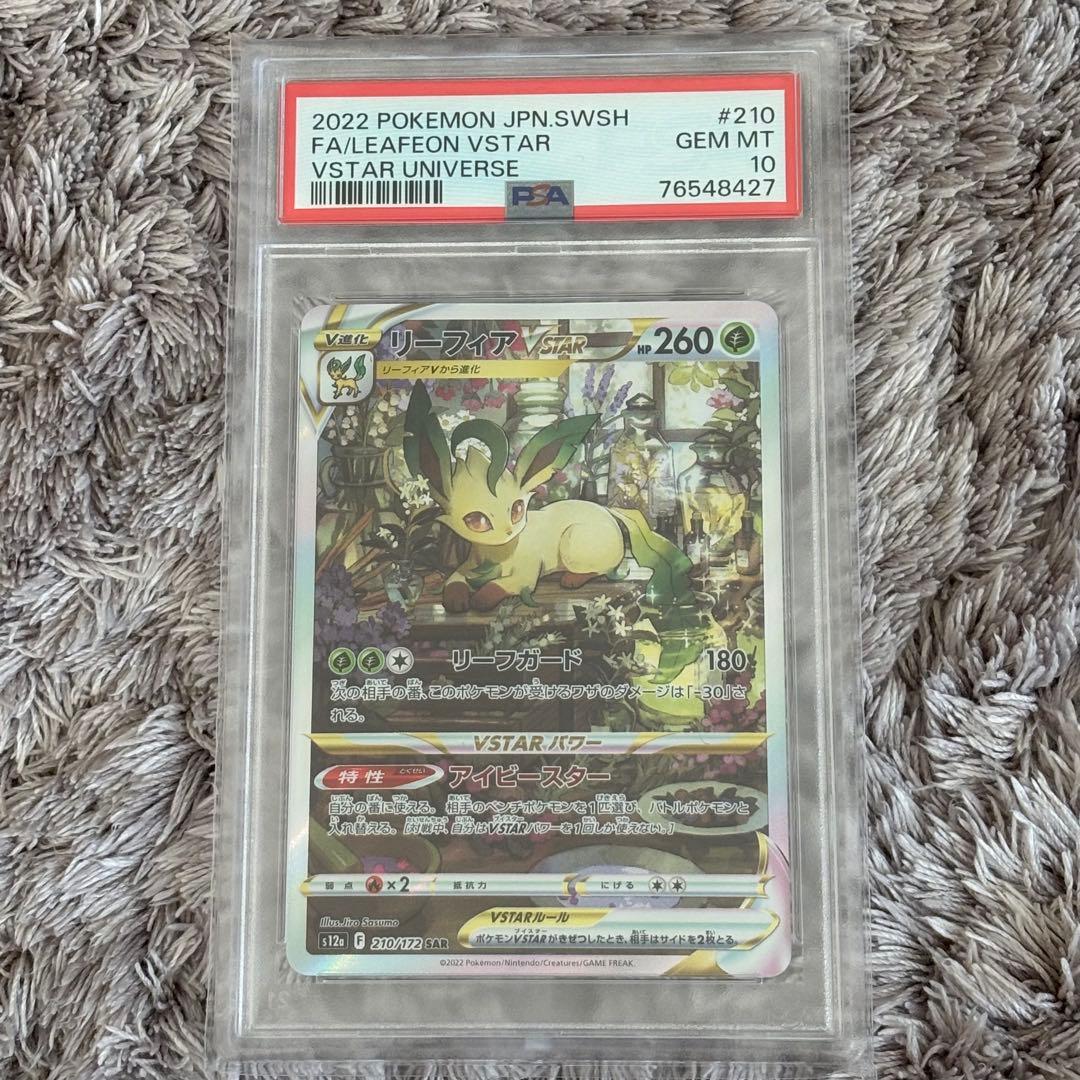 2022 POKEMON JPN.SWSH #210
FA/LEAFEON VSTAR GEM MT
VSTAR UNIVERSE 10
PSA 76548427
V進化 リーフィア VSTAR HP 260
リーフィアVから進化
リーフガード 180
次の相手の番、このポケモンが受けるワザのダメージは「-30」さ
れる。
VSTARパワー
特性 アイビースター
自分の番に使える。相手のベンチポケモンを1匹選び、バトルポケモンと
入れ替える。[対戦中、自分はVSTARパワーを1回しか使えない。]
弱点 ×2 抵抗力 にげる
Illus.Jiro Sasumo VSTARルール
s12a F 210/172 SAR ポケモンVSTARがきぜつしたとき、相手はサイドを2枚とる。
©2022 Pokémon/Nintendo/Creatures/GAME FREAK.